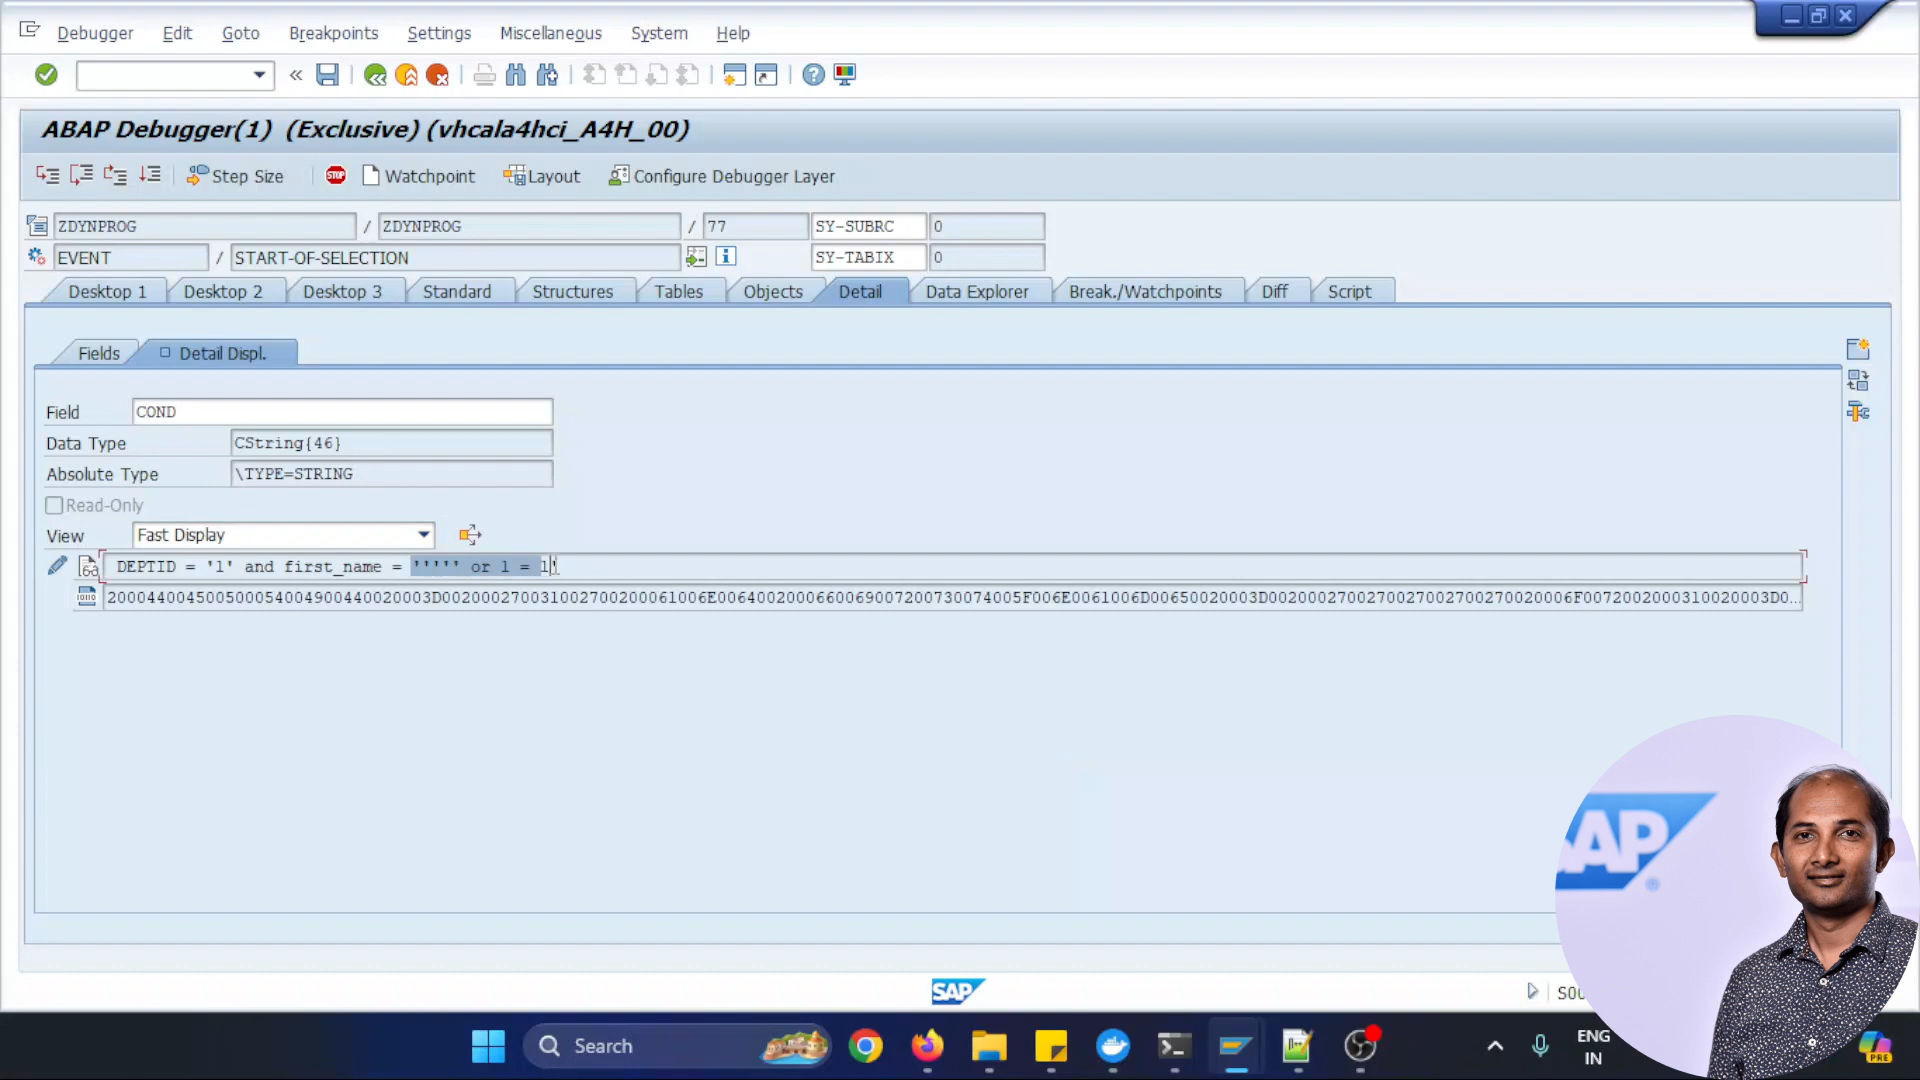 Debugger Edit Goto Breakpoints Settings Miscellaneous System Help
ABAP Debugger(1) (Exclusive) (vhcala4hci_A4H_00)
Step Size STOP Watchpoint Layout Configure Debugger Layer
ZDYNPROG / ZDYNPROG / 77 SY-SUBRC 0
EVENT / START-OF-SELECTION SY-TABIX 0
Desktop 1 Desktop 2 Desktop 3 Standard Structures Tables Objects Detail Data Explorer Break./Watchpoints Diff Script
Fields Detail Displ.
Field COND
Data Type CString{46}
Absolute Type \TYPE=STRING
Read-Only
View Fast Display
DEPTID = '1' and first_name = ''''' or 1 = 1'
200044004500500054004900440020003D002000270031002700200061006E0064002000660069007200730074005F006E0061006D00650020003D0020002700270027002700270020006F0072002000310020003D0...
SAP
SAP
Search
ENG
IN
PRE